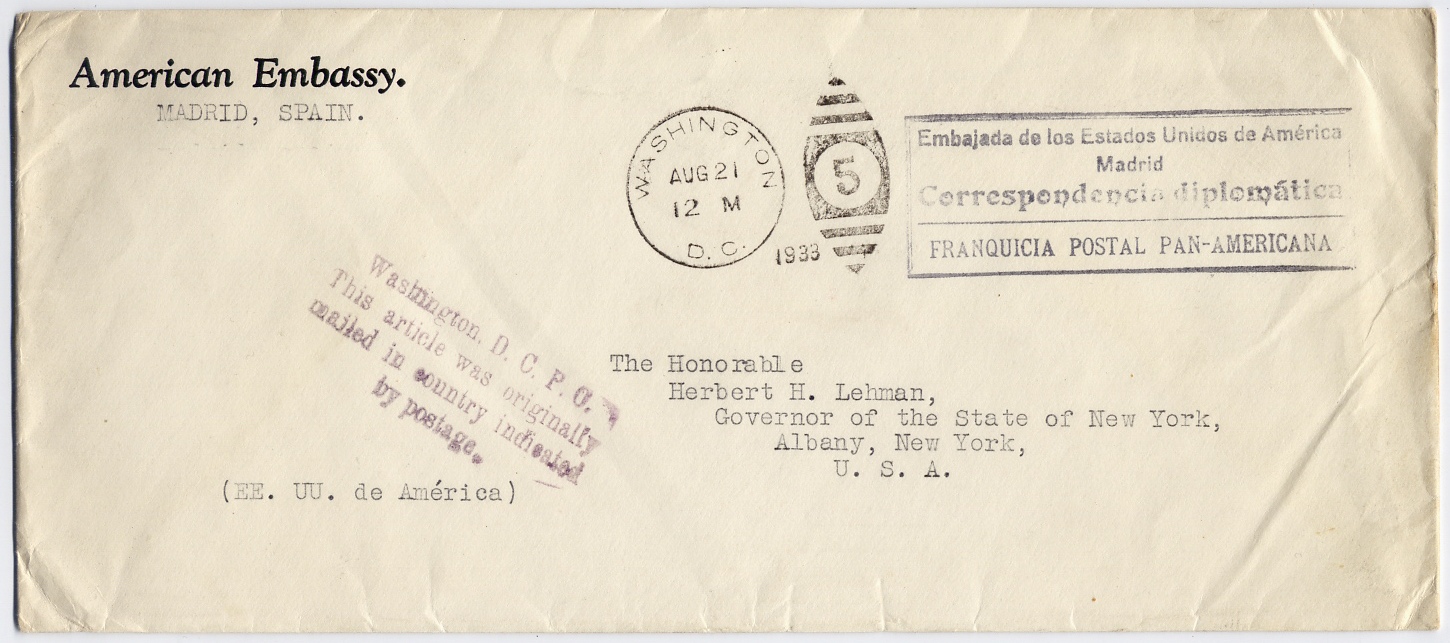 American Embassy.
MADRID, SPAIN.
WASHINGTON
AUG 21
12 M
D. C.
1933
5
Embajada de los Estados Unidos de América
Madrid
Correspondencia diplomática
FRANQUICIA POSTAL PAN-AMERICANA
Washington, D. C. P. O.
This article was originally
mailed in country indicated
by postage.
The Honorable
Herbert H. Lehman,
Governor of the State of New York,
Albany, New York,
U. S. A.
(EE. UU. de América)